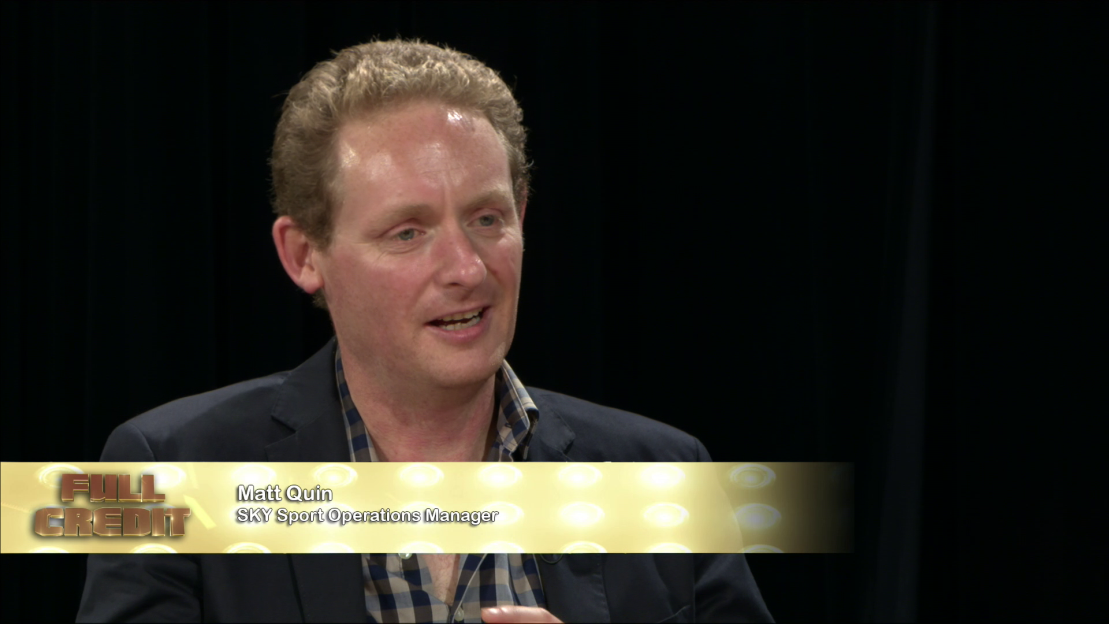 FULL
CREDIT
Matt Quin
SKY Sport Operations Manager